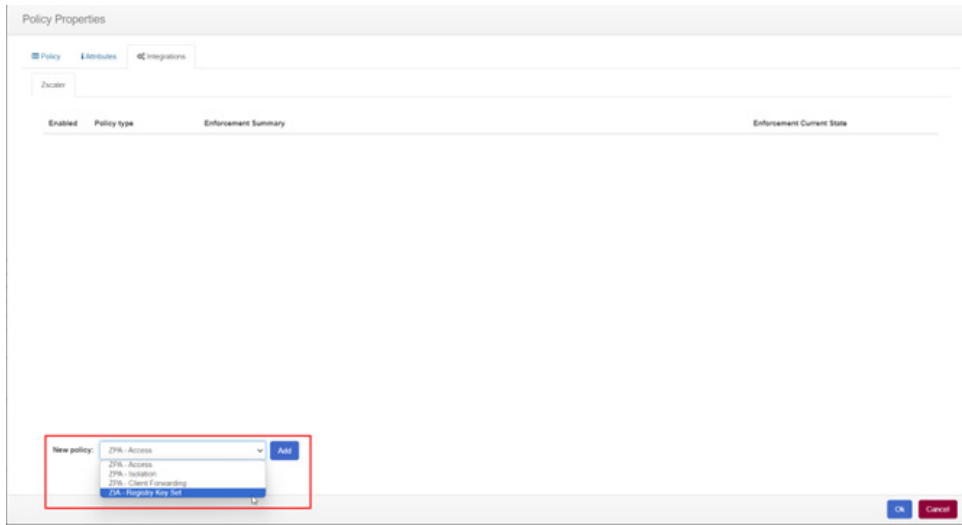 Policy Properties
Policy Attributes Integrations
Zscaler
Enabled Policy type Enforcement Summary Enforcement Current State
New policy: ZPA - Access Add
ZPA - Access
ZPA - Isolation
ZPA - Client Forwarding
ZIA - Registry Key Set
Ok Cancel